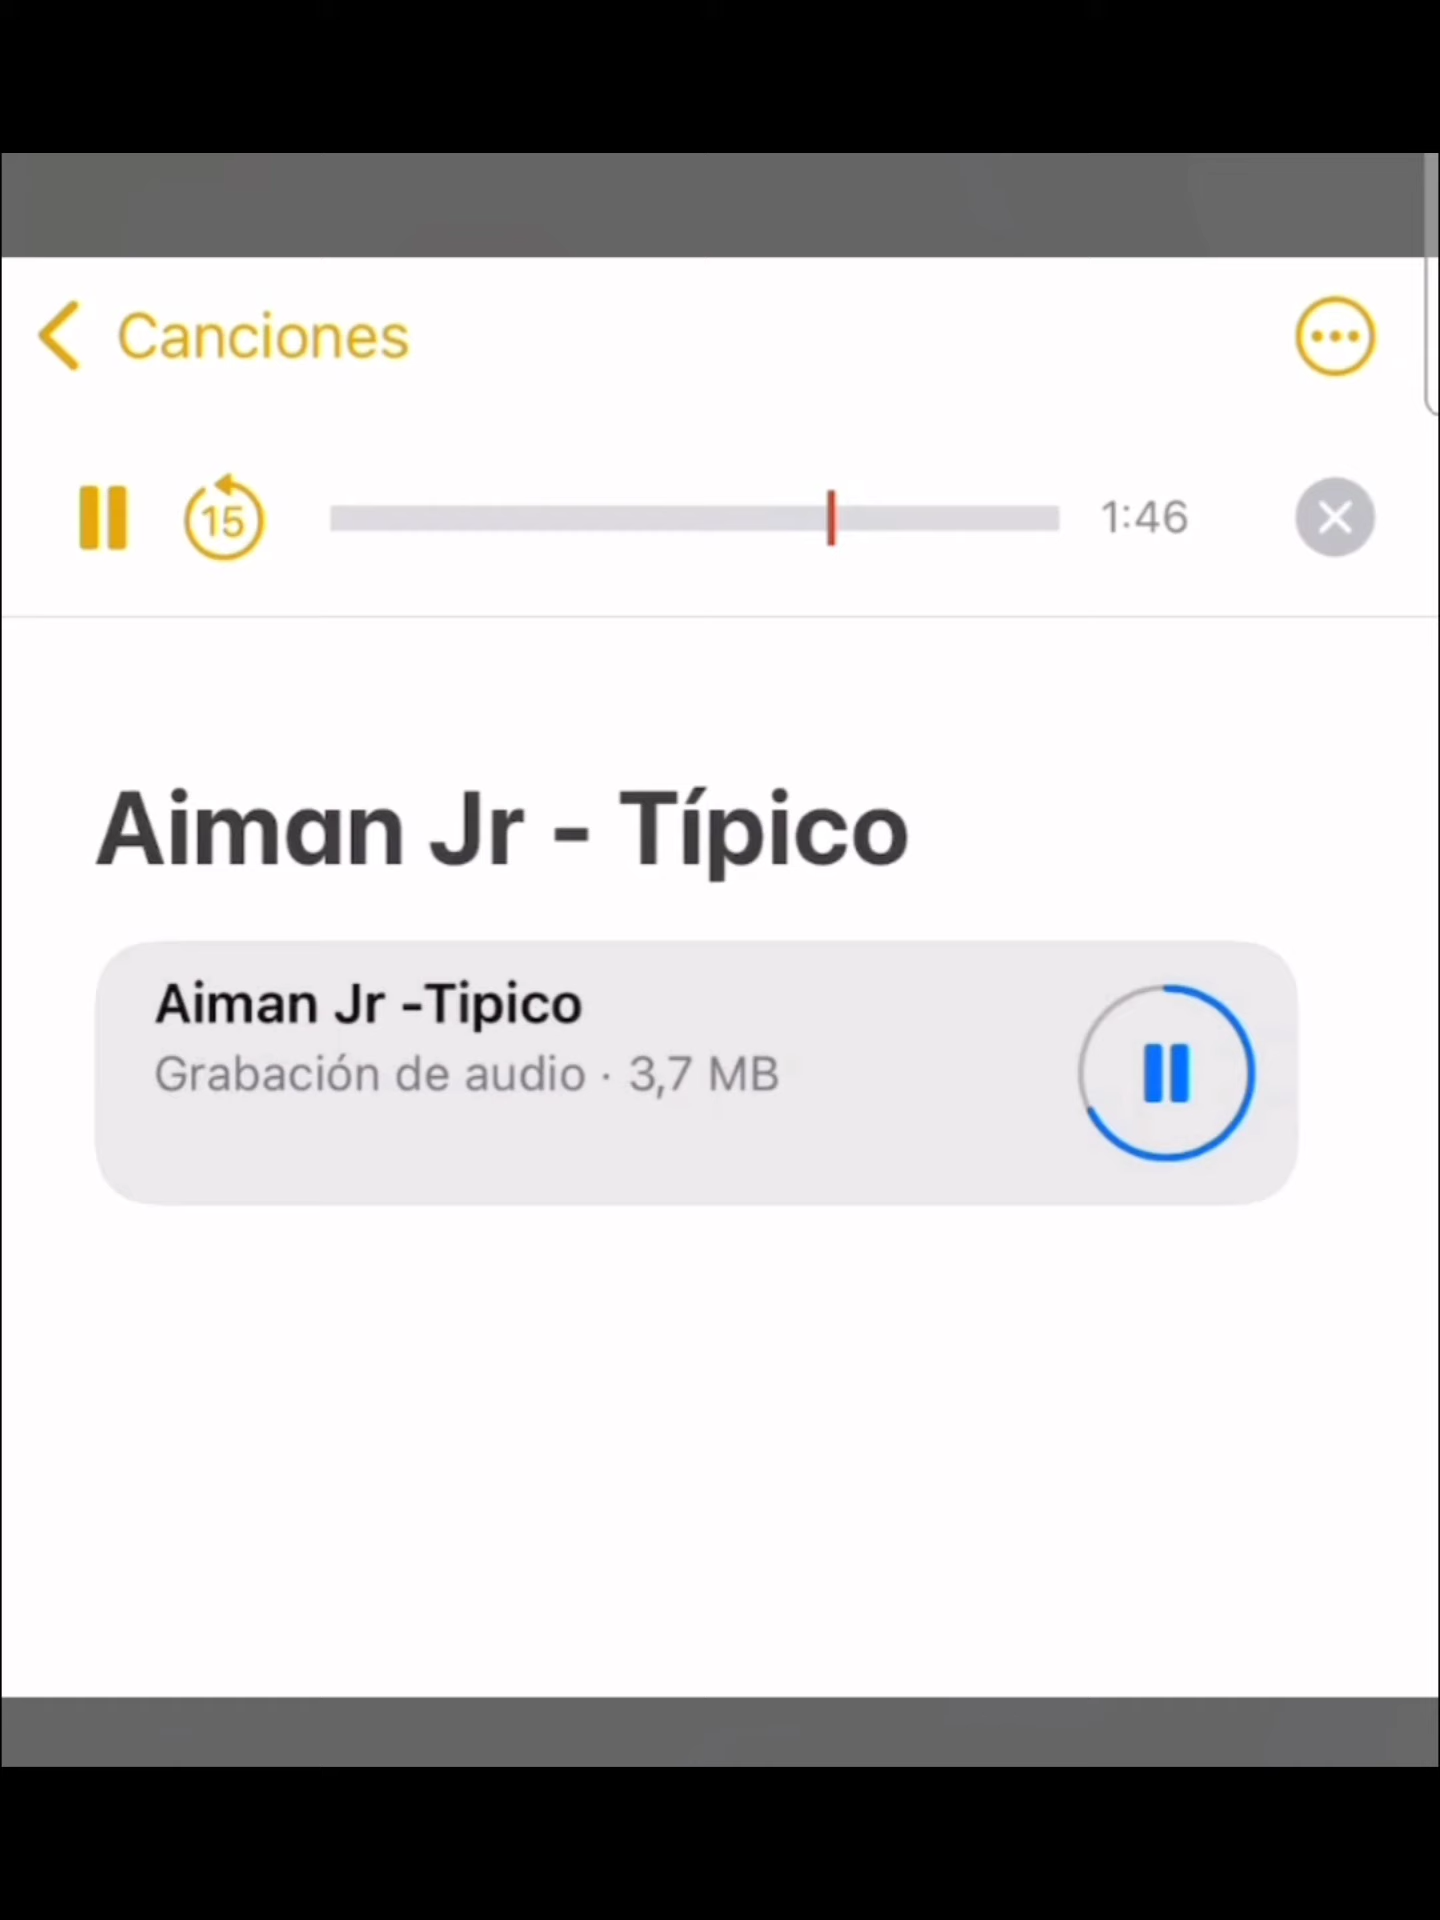 Canciones
15
1:46
Aiman Jr - Típico
Aiman Jr -Tipico
Grabación de audio · 3,7 MB